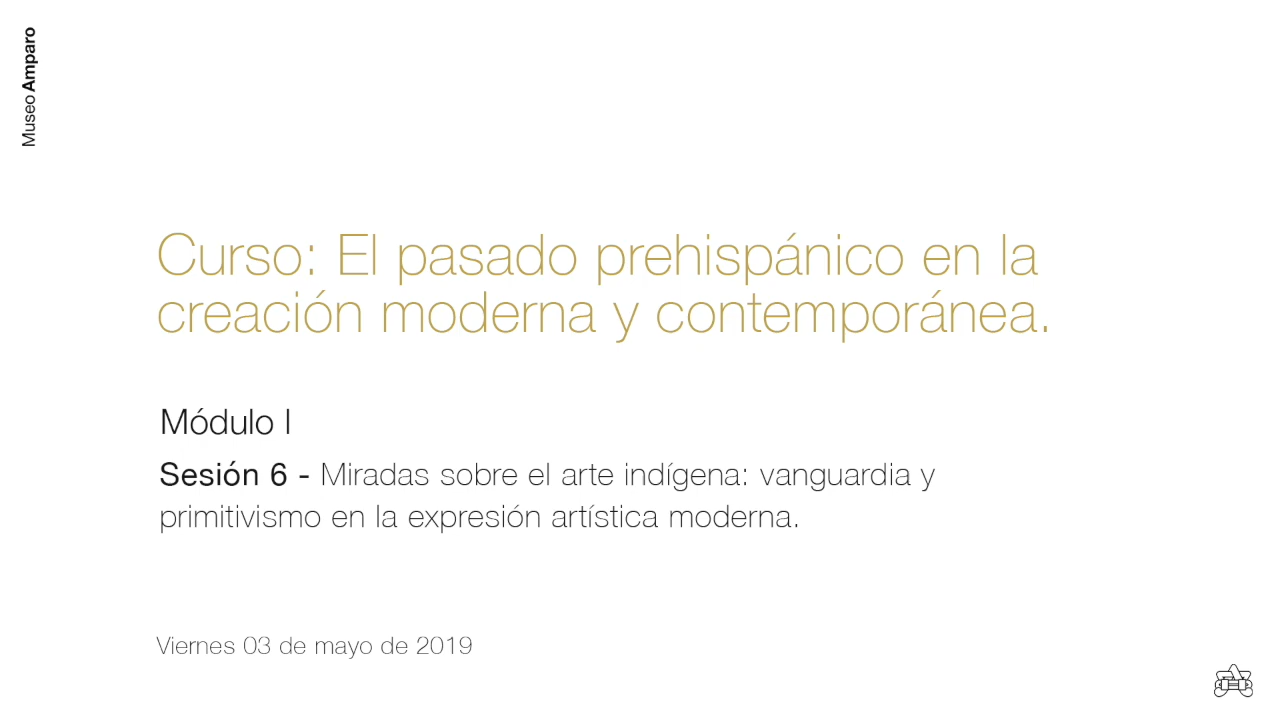 Museo Amparo
Curso: El pasado prehispánico en la
creación moderna y contemporánea.
Módulo I
Sesión 6 - Miradas sobre el arte indígena: vanguardia y
primitivismo en la expresión artística moderna.
Viernes 03 de mayo de 2019